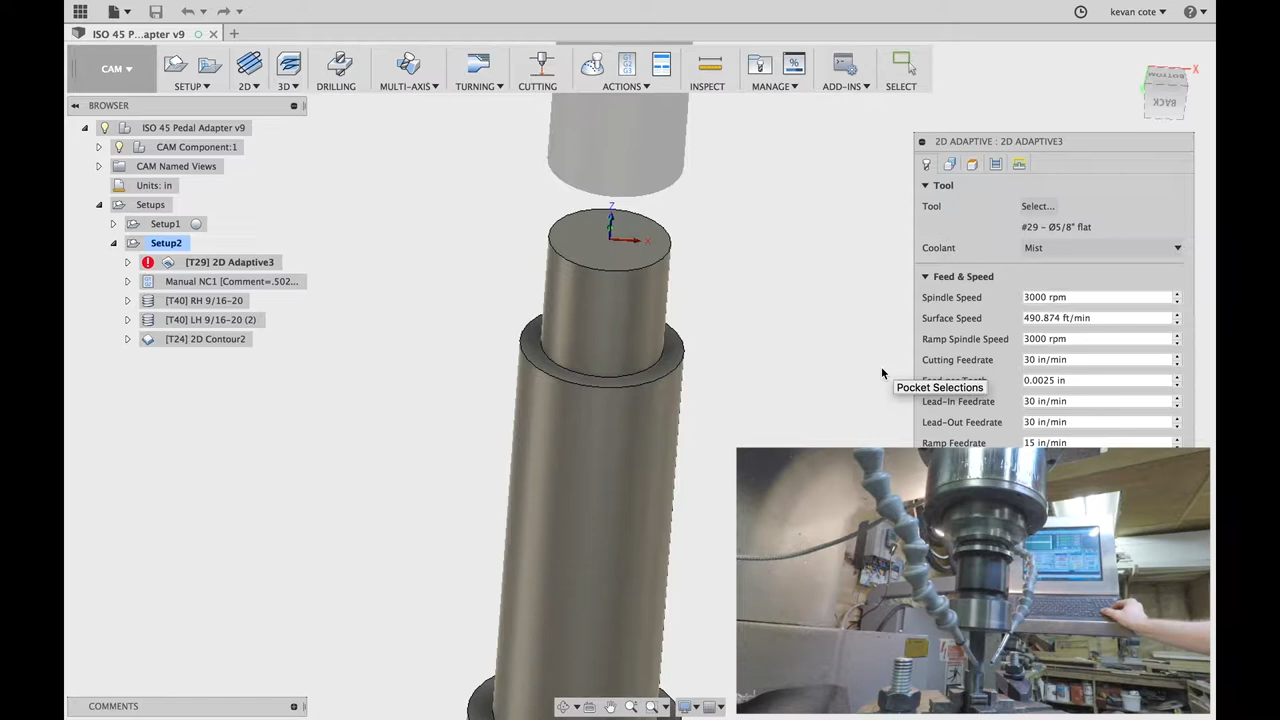 kevan cote
ISO 45 P...apter v9
CAM
SETUP
2D
3D
DRILLING
MULTI-AXIS
TURNING
CUTTING
ACTIONS
INSPECT
MANAGE
ADD-INS
SELECT
G1
G2
G3
BROWSER
ISO 45 Pedal Adapter v9
CAM Component:1
CAM Named Views
Units: in
Setups
Setup1
Setup2
[T29] 2D Adaptive3
Manual NC1 [Comment=.502...
[T40] RH 9/16-20
[T40] LH 9/16-20 (2)
[T24] 2D Contour2
Z
X
X
BOTTOM
BACK
2D ADAPTIVE : 2D ADAPTIVE3
Tool
Tool Select...
#29 - Ø5/8" flat
Coolant Mist
Feed & Speed
Spindle Speed 3000 rpm
Surface Speed 490.874 ft/min
Ramp Spindle Speed 3000 rpm
Cutting Feedrate 30 in/min
0.0025 in
Pocket Selections
Lead-In Feedrate 30 in/min
Lead-Out Feedrate 30 in/min
Ramp Feedrate 15 in/min
COMMENTS